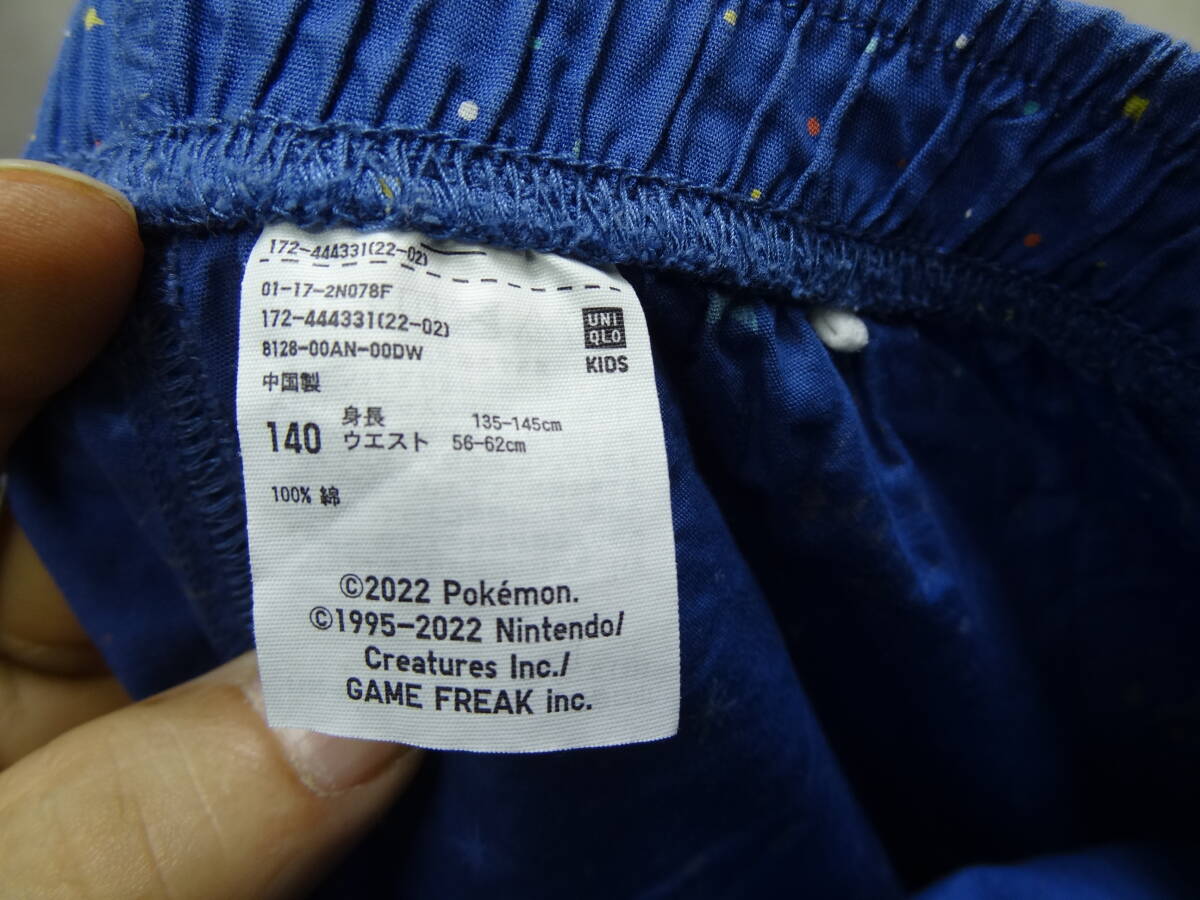 172-444331(22-02)
01-17-2N078F
172-444331(22-02)
8128-00AN-00DW
UNI
QLO
KIDS
中国製
140
身長 135-145cm
ウエスト 56-62cm
100% 綿
©2022 Pokémon.
©1995-2022 Nintendo/
Creatures Inc./
GAME FREAK inc.